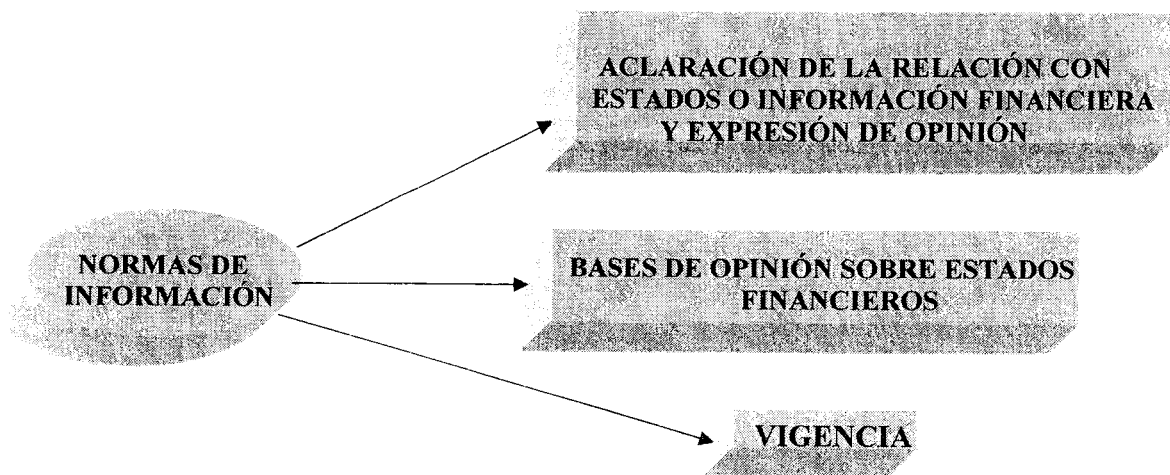 NORMAS DE
INFORMACIÓN
ACLARACIÓN DE LA RELACIÓN CON
ESTADOS O INFORMACIÓN FINANCIERA
Y EXPRESIÓN DE OPINIÓN
BASES DE OPINIÓN SOBRE ESTADOS
FINANCIEROS
VIGENCIA